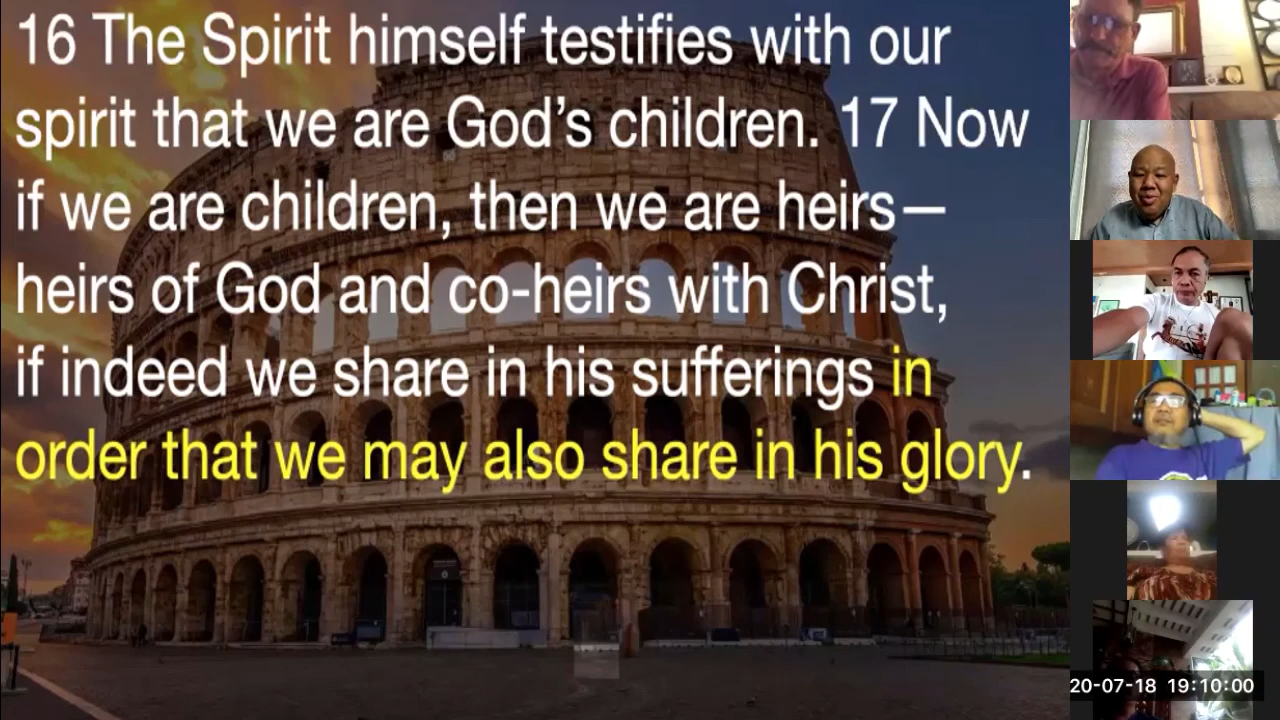 16 The Spirit himself testifies with our
spirit that we are God’s children. 17 Now
if we are children, then we are heirs—
heirs of God and co-heirs with Christ,
if indeed we share in his sufferings in
order that we may also share in his glory.
20-07-18 19:10:00